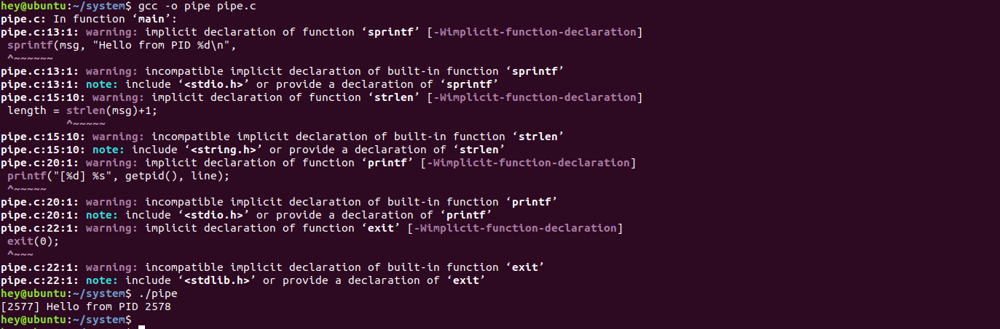 hey@ubuntu:~/system$ gcc -o pipe pipe.c
pipe.c: In function ‘main’:
pipe.c:13:1: warning: implicit declaration of function ‘sprintf’ [-Wimplicit-function-declaration]
 sprintf(msg, "Hello from PID %d\n",
 ^~~~~~~
pipe.c:13:1: warning: incompatible implicit declaration of built-in function ‘sprintf’
pipe.c:13:1: note: include ‘<stdio.h>’ or provide a declaration of ‘sprintf’
pipe.c:15:10: warning: implicit declaration of function ‘strlen’ [-Wimplicit-function-declaration]
 length = strlen(msg)+1;
          ^~~~~~
pipe.c:15:10: warning: incompatible implicit declaration of built-in function ‘strlen’
pipe.c:15:10: note: include ‘<string.h>’ or provide a declaration of ‘strlen’
pipe.c:20:1: warning: implicit declaration of function ‘printf’ [-Wimplicit-function-declaration]
 printf("[%d] %s", getpid(), line);
 ^~~~~~
pipe.c:20:1: warning: incompatible implicit declaration of built-in function ‘printf’
pipe.c:20:1: note: include ‘<stdio.h>’ or provide a declaration of ‘printf’
pipe.c:22:1: warning: implicit declaration of function ‘exit’ [-Wimplicit-function-declaration]
 exit(0);
 ^~~~
pipe.c:22:1: warning: incompatible implicit declaration of built-in function ‘exit’
pipe.c:22:1: note: include ‘<stdlib.h>’ or provide a declaration of ‘exit’
hey@ubuntu:~/system$ ./pipe
[2577] Hello from PID 2578
hey@ubuntu:~/system$
hey@ubuntu:~/system$